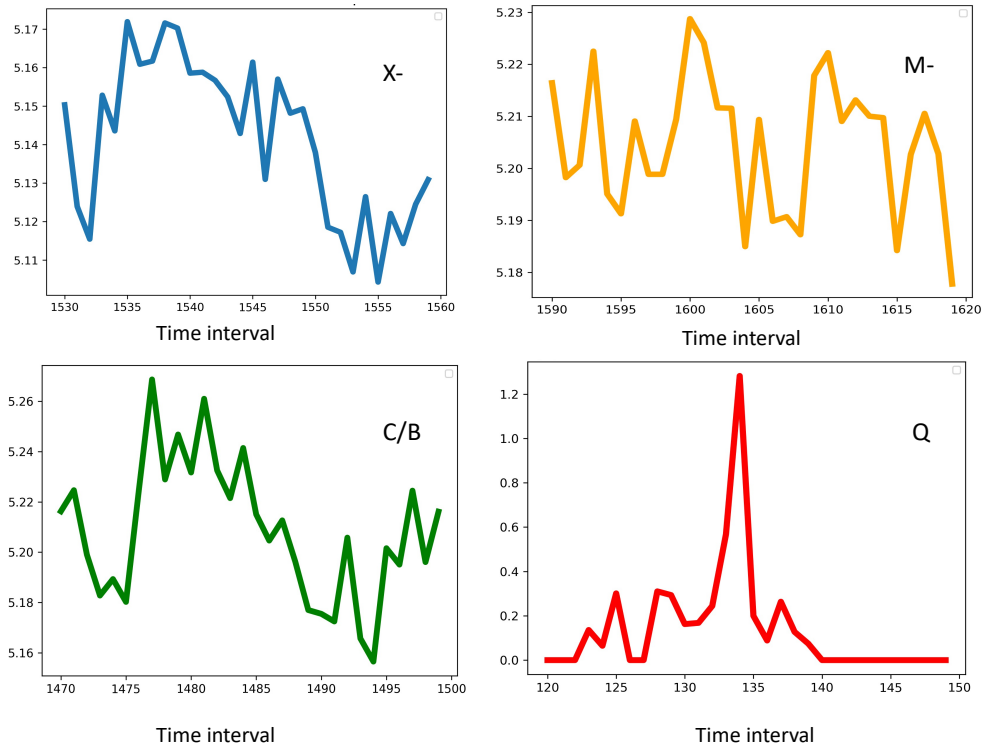 5.17
5.16
5.15
5.14
5.13
5.12
5.11
X-
1530 1535 1540 1545 1550 1555 1560
Time interval
5.23
5.22
5.21
5.20
5.19
5.18
M-
1590 1595 1600 1605 1610 1615 1620
Time interval
5.26
5.24
5.22
5.20
5.18
5.16
C/B
1470 1475 1480 1485 1490 1495 1500
Time interval
1.2
1.0
0.8
0.6
0.4
0.2
0.0
Q
120 125 130 135 140 145 150
Time interval